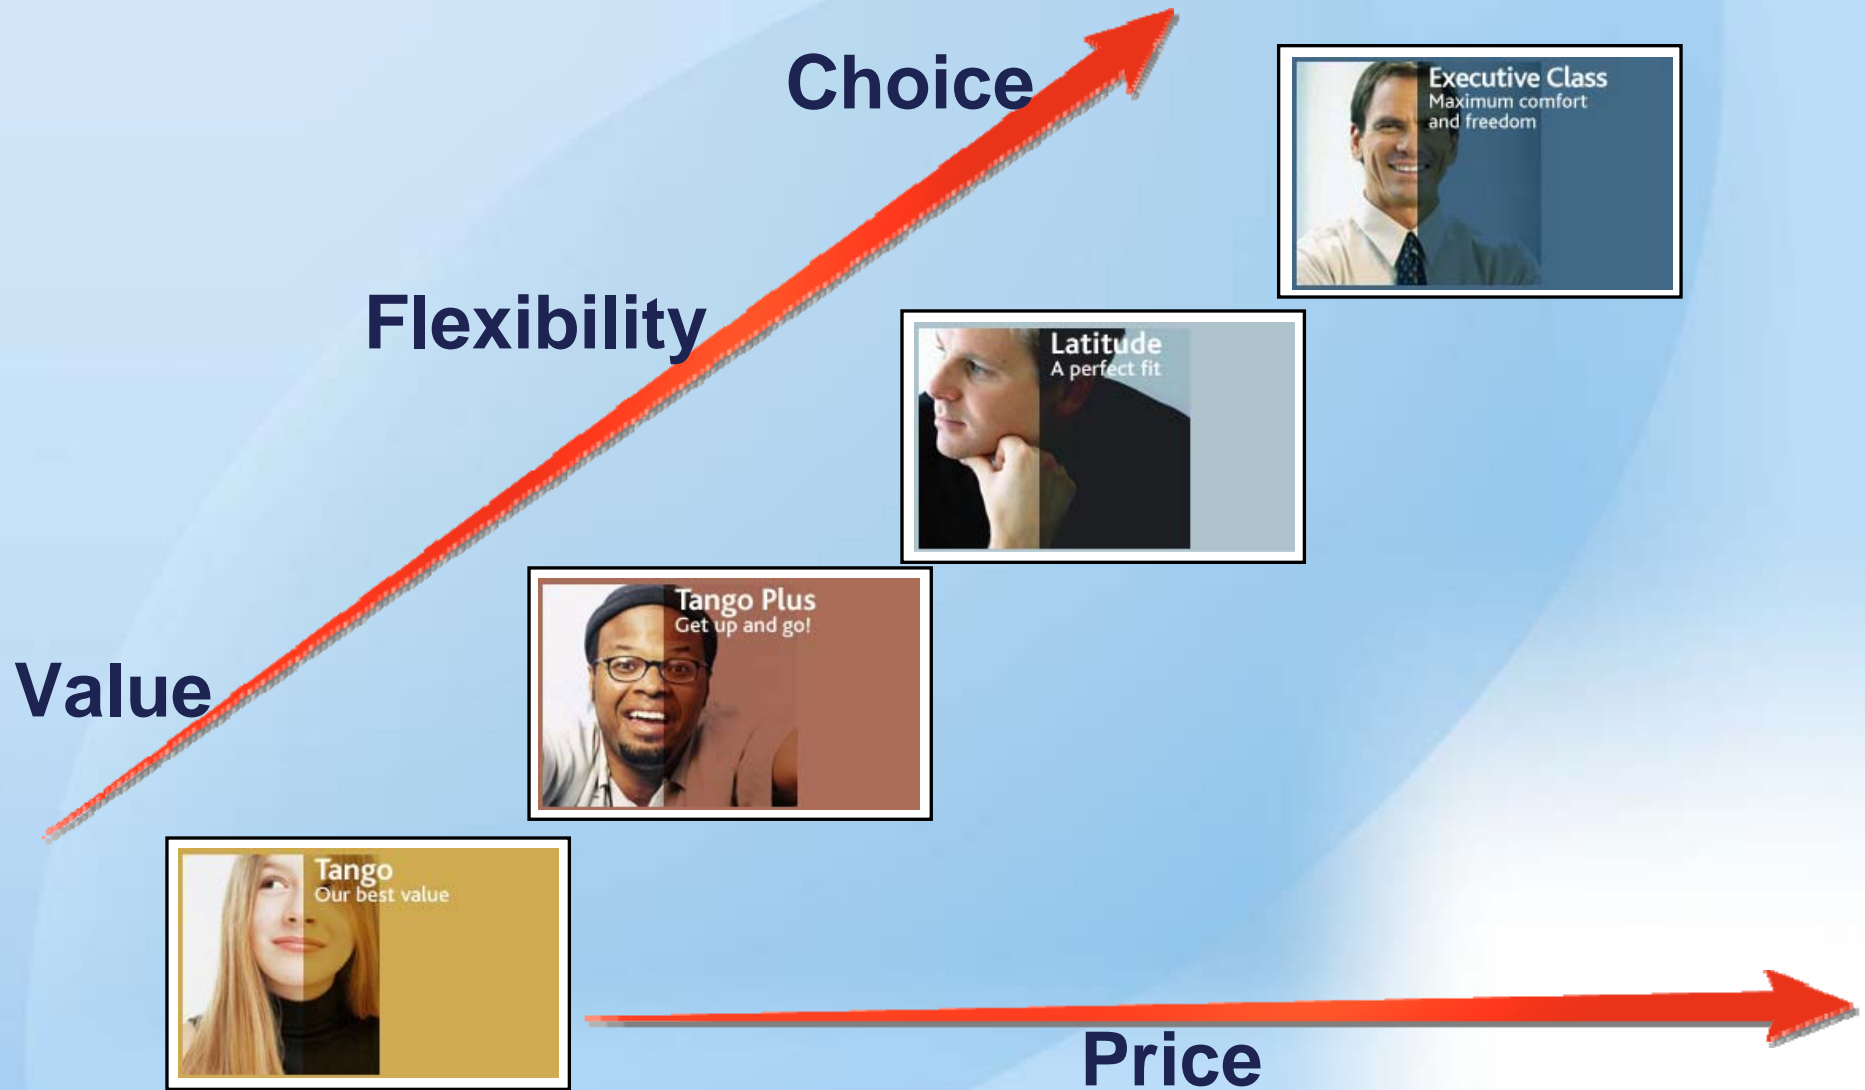 Choice
Executive Class
Maximum comfort
and freedom
Flexibility
Latitude
A perfect fit
Tango Plus
Get up and go!
Value
Tango
Our best value
Price